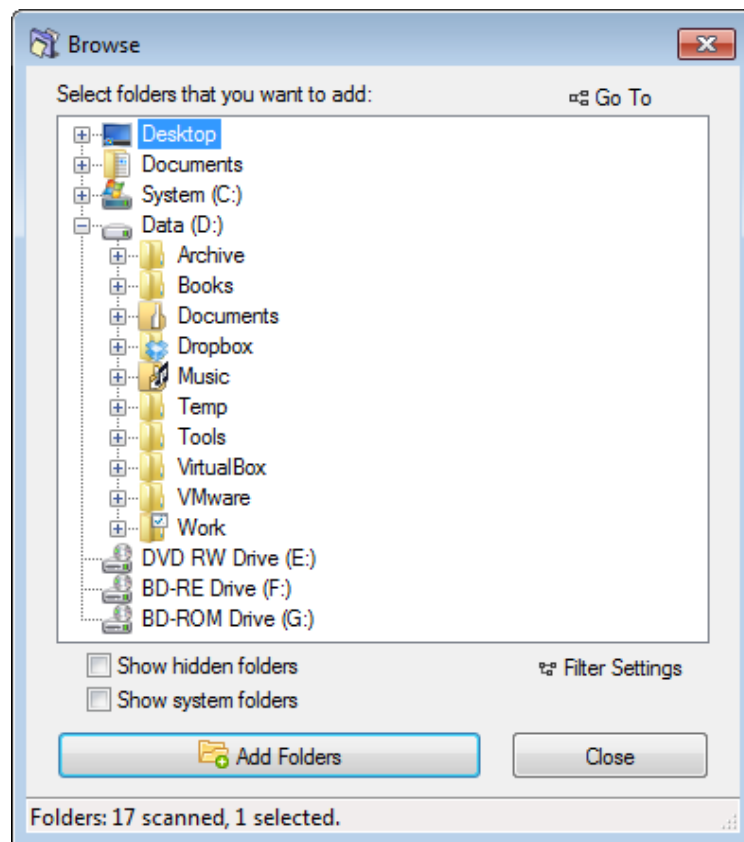 Browse
Select folders that you want to add:
Go To
Desktop
Documents
System (C:)
Data (D:)
Archive
Books
Documents
Dropbox
Music
Temp
Tools
VirtualBox
VMware
Work
DVD RW Drive (E:)
BD-RE Drive (F:)
BD-ROM Drive (G:)
Show hidden folders
Filter Settings
Show system folders
Add Folders
Close
Folders: 17 scanned, 1 selected.